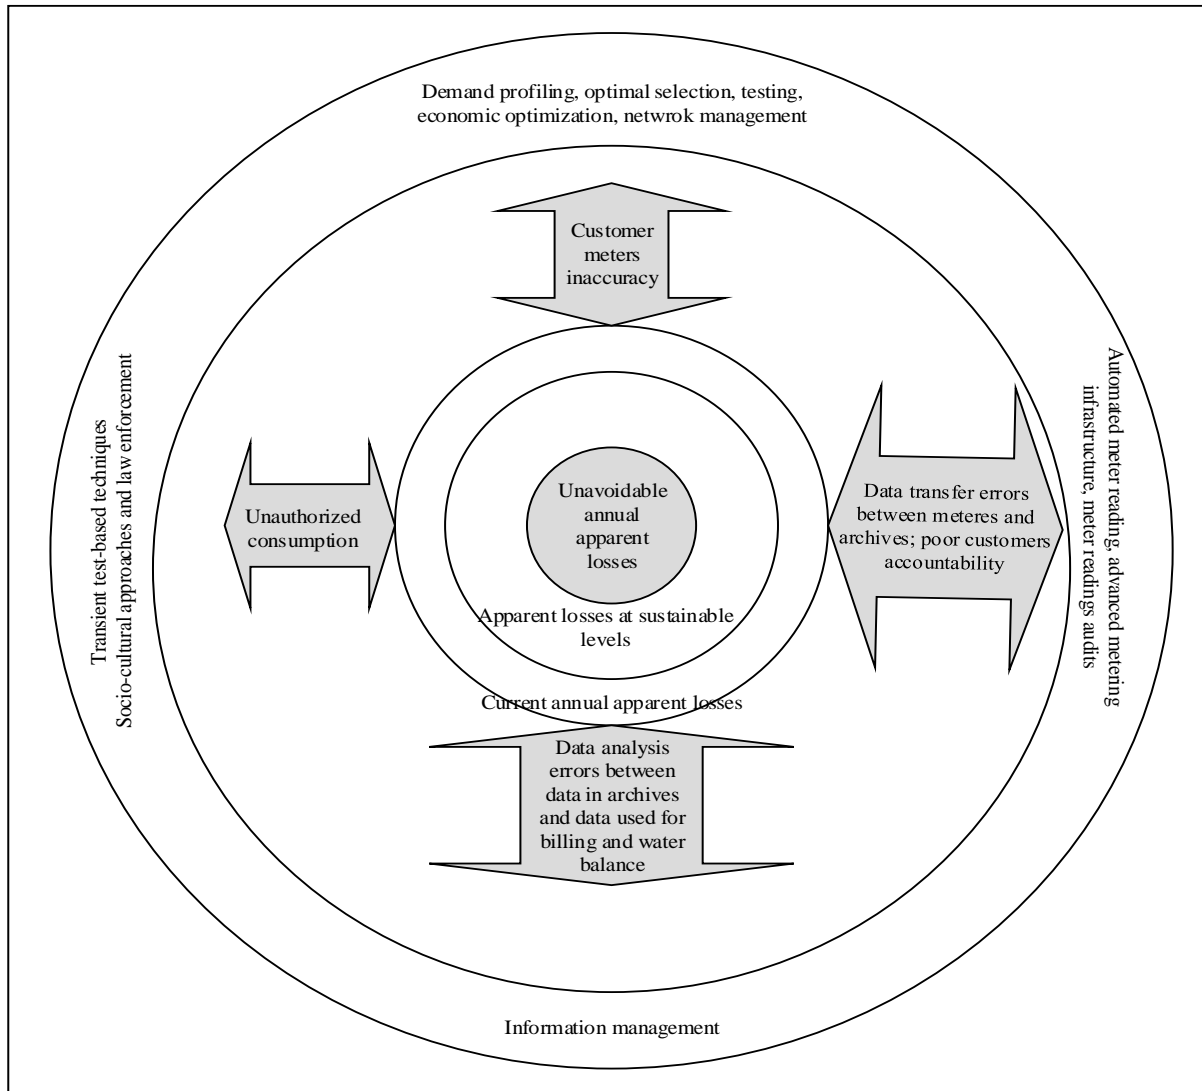 Demand profiling, optimal selection, testing,
economic optimization, netwrok management
Customer
meters
inaccuracy
Transient test-based techniques
Socio-cultural approaches and law enforcement
Unauthorized
consumption
Unavoidable
annual
apparent
losses
Data transfer errors
between meteres and
archives; poor customers
accountability
Automated meter reading, advanced metering
infrastructure, meter readings audits
Apparent losses at sustainable
levels
Current annual apparent losses
Data analysis
errors between
data in archives
and data used for
billing and water
balance
Information management